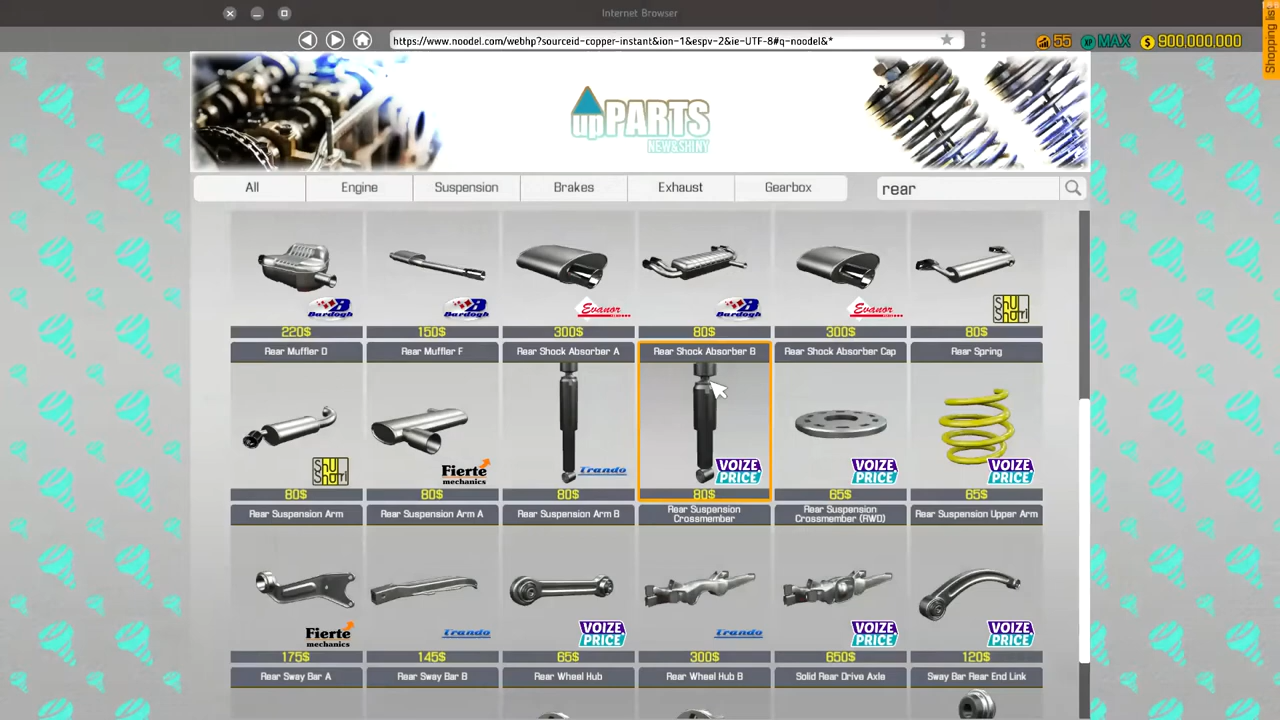 Internet Browser
Shopping list
https://www.noodel.com/webhp?sourceid-copper-instant&ion-1&espv-2&ie-UTF-8#q-noodel&*
55 XP MAX $ 900,000,000
upPARTS
NEW&SHINY
All Engine Suspension Brakes Exhaust Gearbox rear
Bardogh Bardogh Evanor Bardogh Evanor Shu Shurri
220$ 150$ 300$ 80$ 300$ 80$
Rear Muffler D Rear Muffler F Rear Shock Absorber A Rear Shock Absorber B Rear Shock Absorber Cap Rear Spring
Shu Shurri Fierte mechanics Trando VOIZE PRICE VOIZE PRICE VOIZE PRICE
80$ 80$ 80$ 80$ 65$ 65$
Rear Suspension Arm Rear Suspension Arm A Rear Suspension Arm B Rear Suspension Crossmember Rear Suspension Crossmember (RWD) Rear Suspension Upper Arm
Fierte mechanics Trando VOIZE PRICE Trando VOIZE PRICE VOIZE PRICE
175$ 145$ 65$ 300$ 650$ 120$
Rear Sway Bar A Rear Sway Bar B Rear Wheel Hub Rear Wheel Hub B Solid Rear Drive Axle Sway Bar Rear End Link